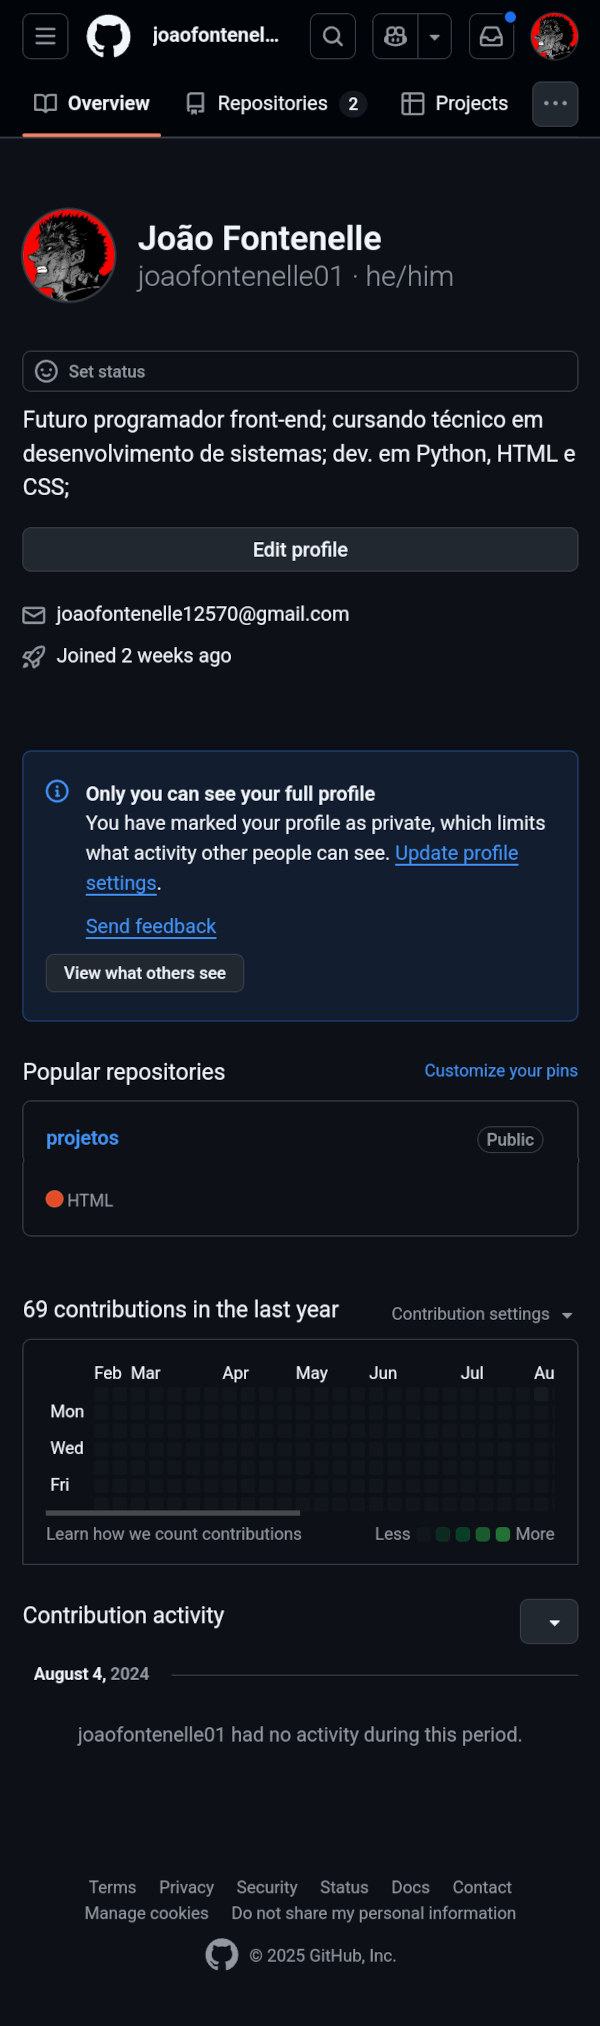 joaofontenel...
Overview Repositories 2 Projects
João Fontenelle
joaofontenelle01 · he/him
Set status
Futuro programador front-end; cursando técnico em
desenvolvimento de sistemas; dev. em Python, HTML e
CSS;
Edit profile
joaofontenelle12570@gmail.com
Joined 2 weeks ago
Only you can see your full profile
You have marked your profile as private, which limits
what activity other people can see. Update profile
settings.
Send feedback
View what others see
Popular repositories Customize your pins
projetos Public
HTML
69 contributions in the last year Contribution settings
Feb Mar Apr May Jun Jul Au
Mon
Wed
Fri
Learn how we count contributions Less More
Contribution activity
August 4, 2024
joaofontenelle01 had no activity during this period.
Terms Privacy Security Status Docs Contact
Manage cookies Do not share my personal information
© 2025 GitHub, Inc.